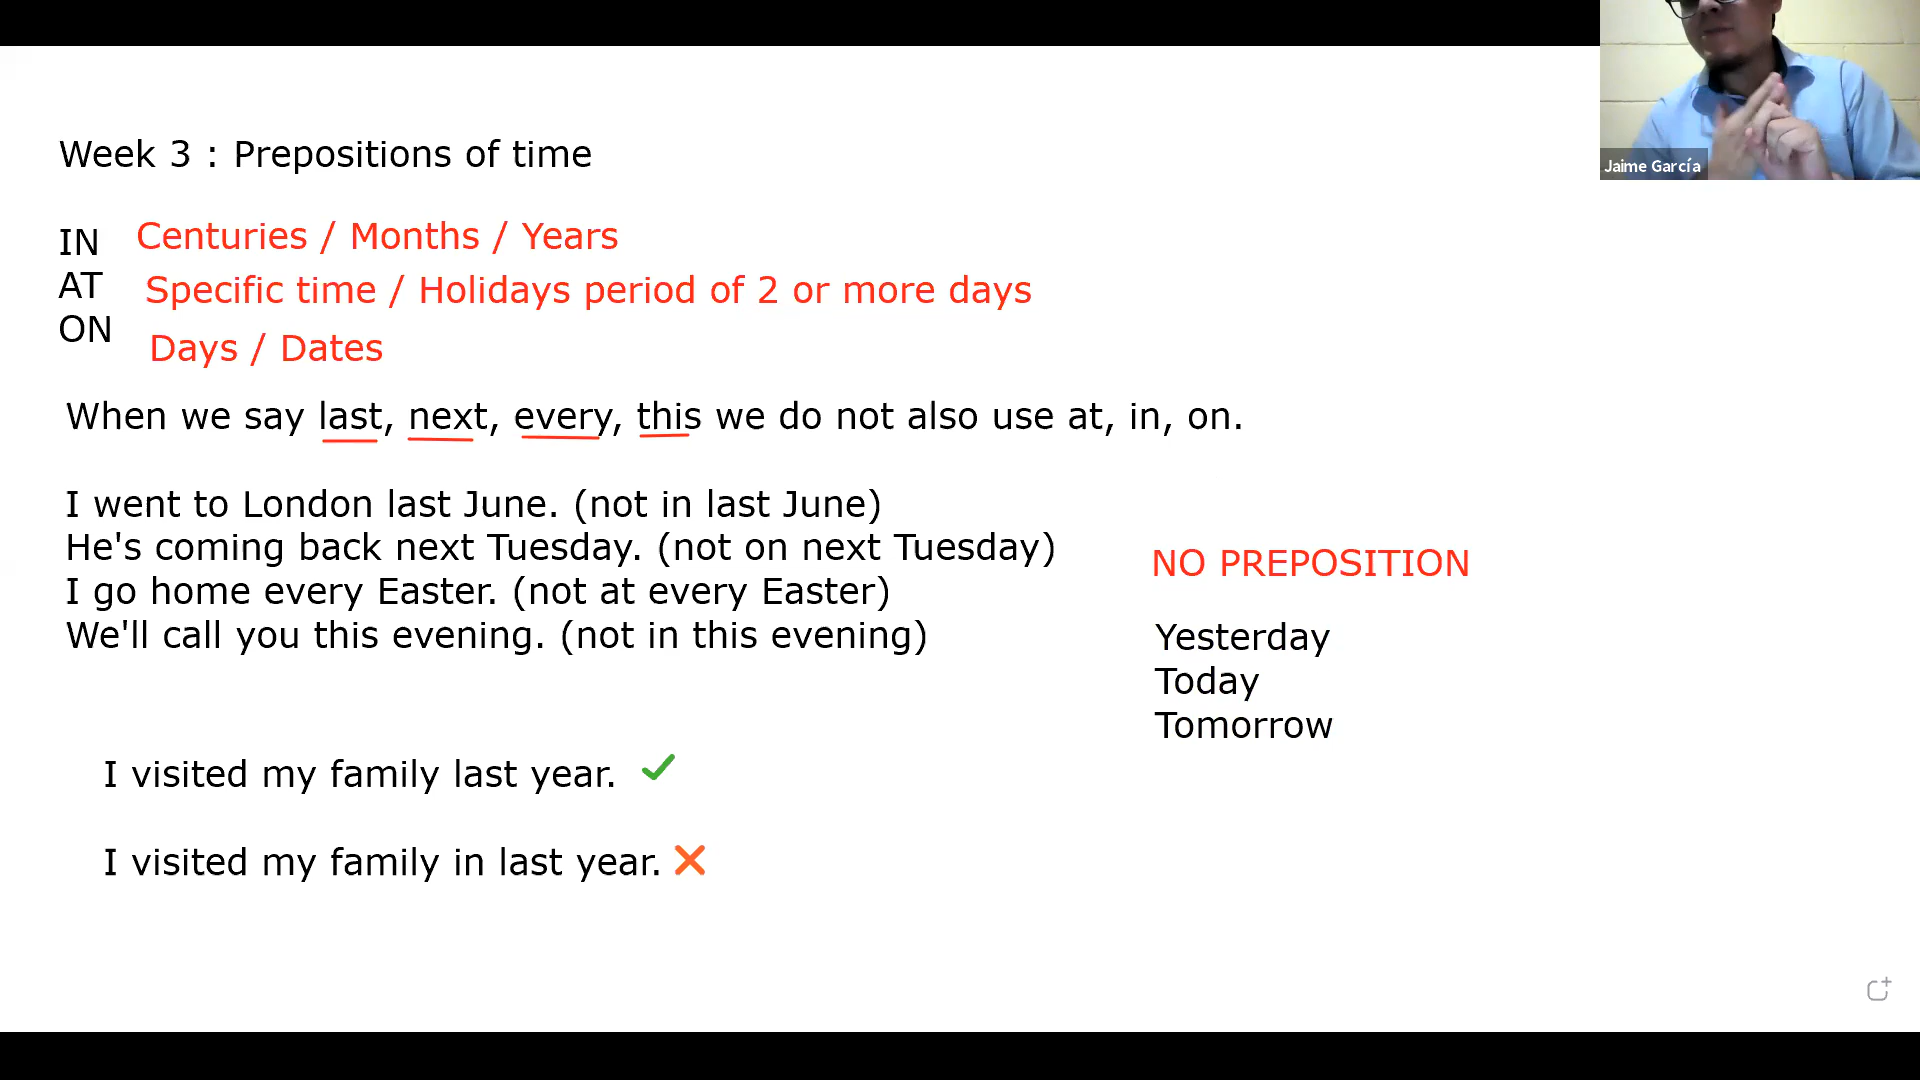 Week 3 : Prepositions of time
IN Centuries / Months / Years
AT Specific time / Holidays period of 2 or more days
ON Days / Dates
When we say last, next, every, this we do not also use at, in, on.
I went to London last June. (not in last June)
He's coming back next Tuesday. (not on next Tuesday)
I go home every Easter. (not at every Easter)
We'll call you this evening. (not in this evening)
NO PREPOSITION
Yesterday
Today
Tomorrow
I visited my family last year.
I visited my family in last year.
Jaime García